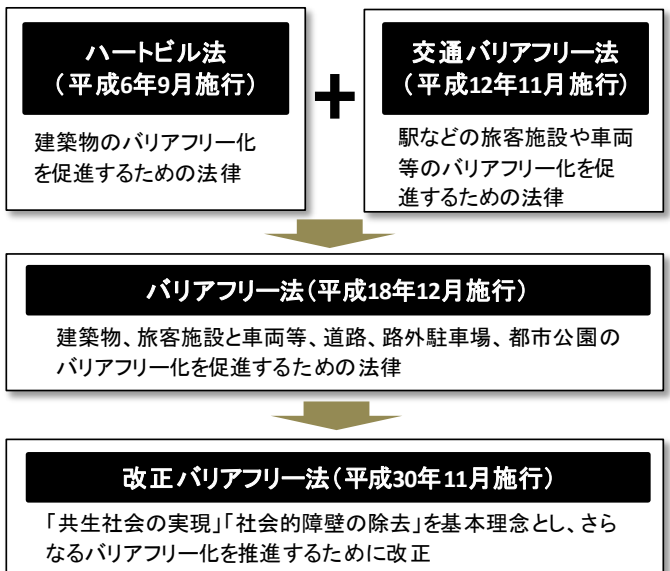 ハートビル法
(平成6年9月施行)
建築物のバリアフリー化
を促進するための法律
+
交通バリアフリー法
(平成12年11月施行)
駅などの旅客施設や車両
等のバリアフリー化を促
進するための法律
バリアフリー法(平成18年12月施行)
建築物、旅客施設と車両等、道路、路外駐車場、都市公園の
バリアフリー化を促進するための法律
改正バリアフリー法(平成30年11月施行)
「共生社会の実現」「社会的障壁の除去」を基本理念とし、さら
なるバリアフリー化を推進するために改正